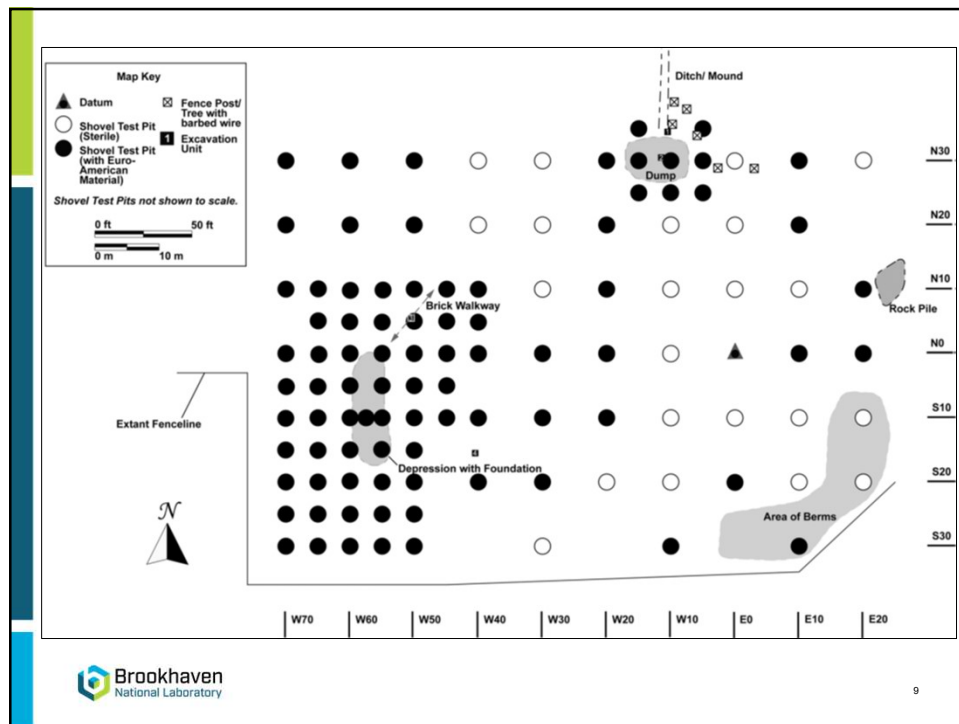 Map Key
Datum
Shovel Test Pit
(Sterile)
Shovel Test Pit
(with Euro-
American
Material)
Fence Post/
Tree with
barbed wire
1 Excavation
Unit
Shovel Test Pits not shown to scale.
0 ft 50 ft
0 m 10 m
Ditch/ Mound
Dump
N30
N20
N10
Brick Walkway
Rock Pile
N0
Extant Fenceline
S10
Depression with Foundation
S20
Area of Berms
N
S30
W70 W60 W50 W40 W30 W20 W10 E0 E10 E20
Brookhaven
National Laboratory
9